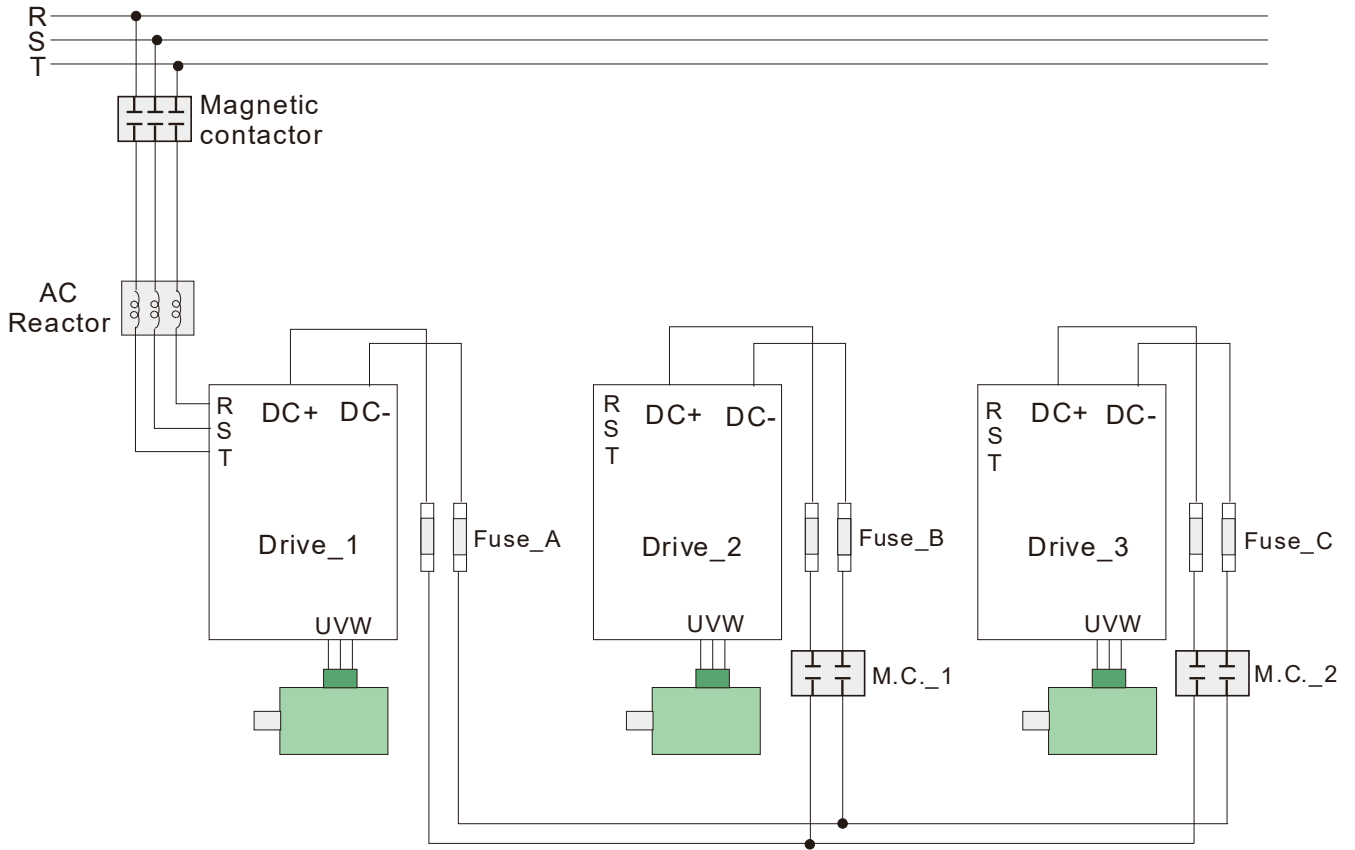 R
S
T
Magnetic
contactor
AC
Reactor
R
S
T
DC+ DC-
Drive_1
UVW
Fuse_A
R
S
T
DC+ DC-
Drive_2
UVW
Fuse_B
M.C._1
R
S
T
DC+ DC-
Drive_3
UVW
Fuse_C
M.C._2